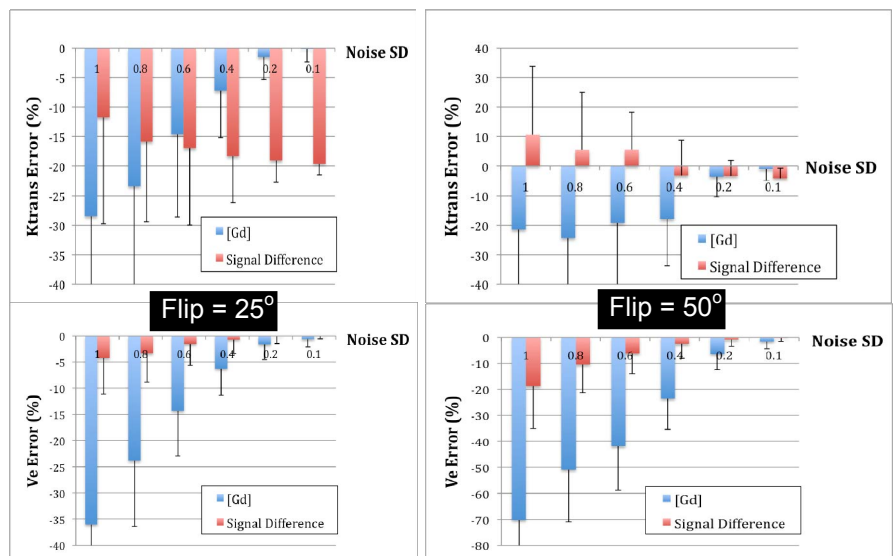 0
-5
-10
-15
-20
-25
-30
-35
-40
Ktrans Error (%)
1 0.8 0.6 0.4 0.2 0.1
Noise SD
[Gd]
Signal Difference
40
30
20
10
0
-10
-20
-30
-40
Ktrans Error (%)
1 0.8 0.6 0.4 0.2 0.1
Noise SD
[Gd]
Signal Difference
Flip = 25°
Flip = 50°
0
-5
-10
-15
-20
-25
-30
-35
-40
Ve Error (%)
1 0.8 0.6 0.4 0.2 0.1
Noise SD
[Gd]
Signal Difference
0
-10
-20
-30
-40
-50
-60
-70
-80
Ve Error (%)
1 0.8 0.6 0.4 0.2 0.1
Noise SD
[Gd]
Signal Difference